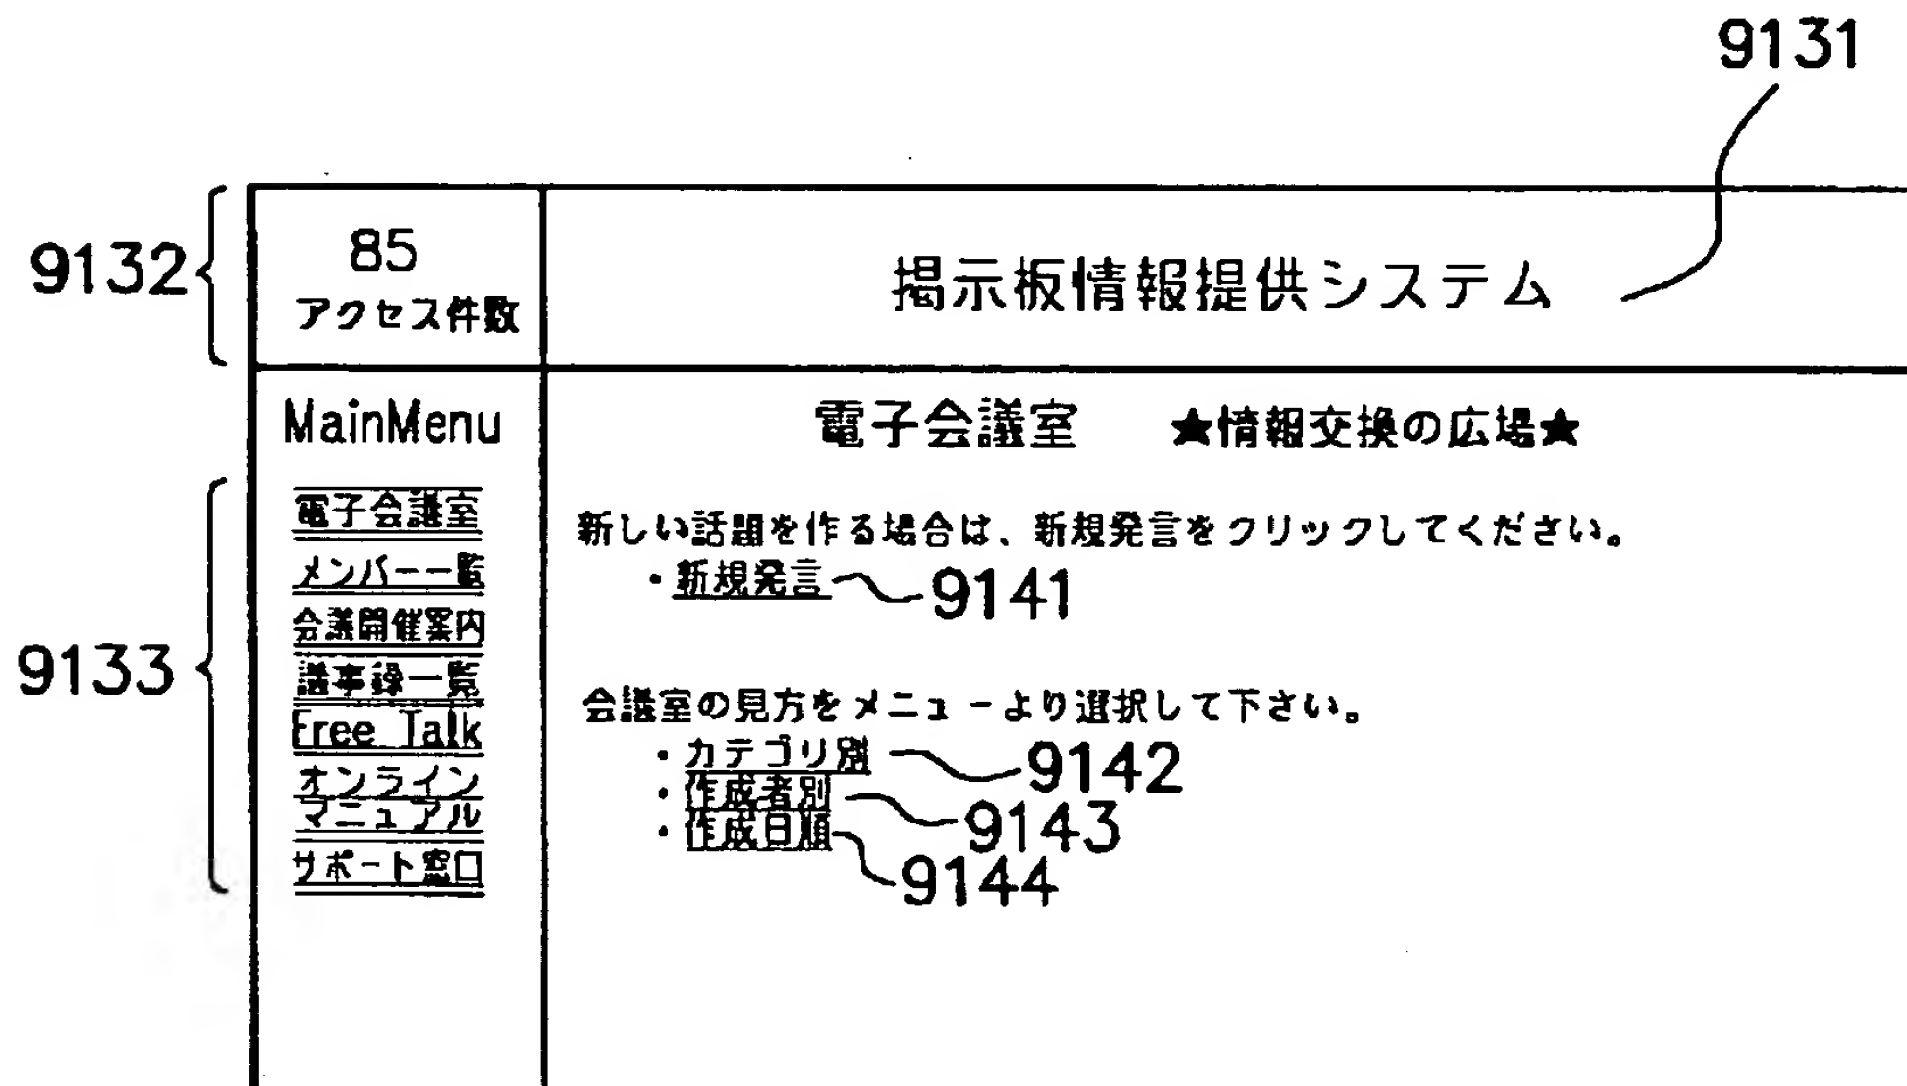 9131
9132
85
アクセス件数
掲示板情報提供システム
MainMenu
電子会議室 ★情報交換の広場★
9133
電子会議室
メンバー一覧
会議開催案内
議事録一覧
Free Talk
オンライン
マニュアル
サポート窓口
新しい話題を作る場合は、新規発言をクリックしてください。
・新規発言 9141
会議室の見方をメニューより選択して下さい。
・カテゴリ別 9142
・作成者別 9143
・作成日順 9144